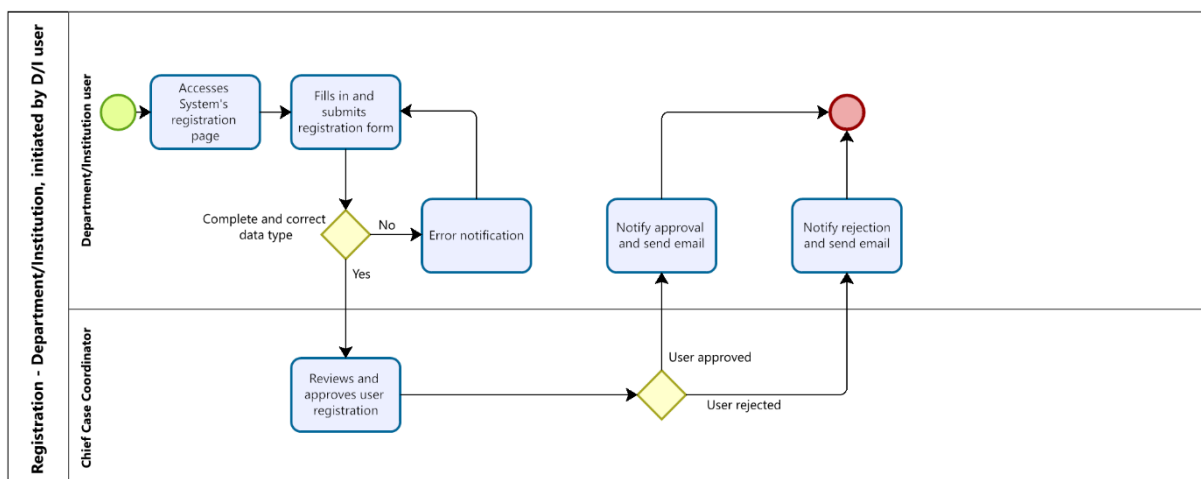 Registration - Department/Institution, initiated by D/I user
Department/Institution user
Accesses
System's
registration
page
Fills in and
submits
registration form
Complete and correct
data type
No
Error notification
Yes
Notify approval
and send email
Notify rejection
and send email
Chief Case Coordinator
Reviews and
approves user
registration
User approved
User rejected